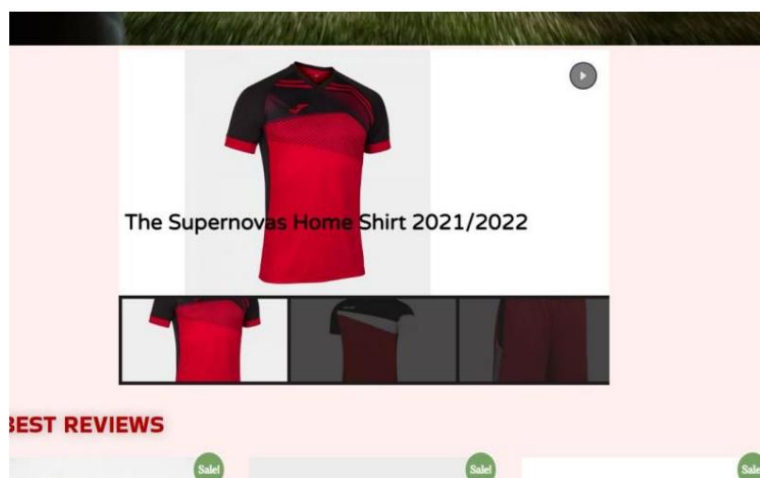 The Supernovas Home Shirt 2021/2022
BEST REVIEWS
Sale!
Sale!
Sale